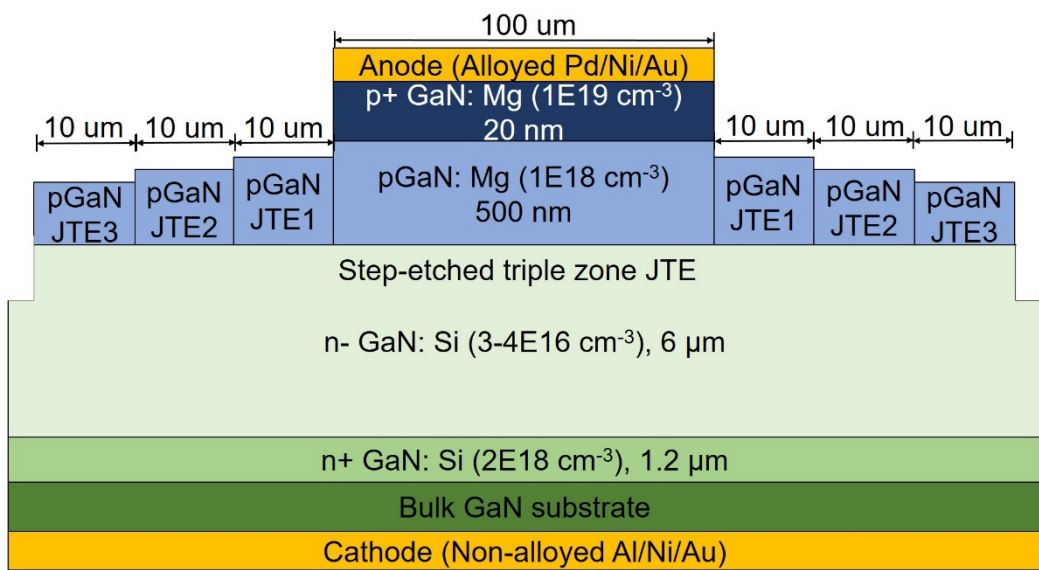 100 um
Anode (Alloyed Pd/Ni/Au)
p+ GaN: Mg (1E19 cm⁻³)
20 nm
10 um 10 um 10 um 10 um 10 um 10 um
pGaN: Mg (1E18 cm⁻³)
500 nm
pGaN
JTE3
pGaN
JTE2
pGaN
JTE1
pGaN
JTE1
pGaN
JTE2
pGaN
JTE3
Step-etched triple zone JTE
n- GaN: Si (3-4E16 cm⁻³), 6 μm
n+ GaN: Si (2E18 cm⁻³), 1.2 μm
Bulk GaN substrate
Cathode (Non-alloyed Al/Ni/Au)